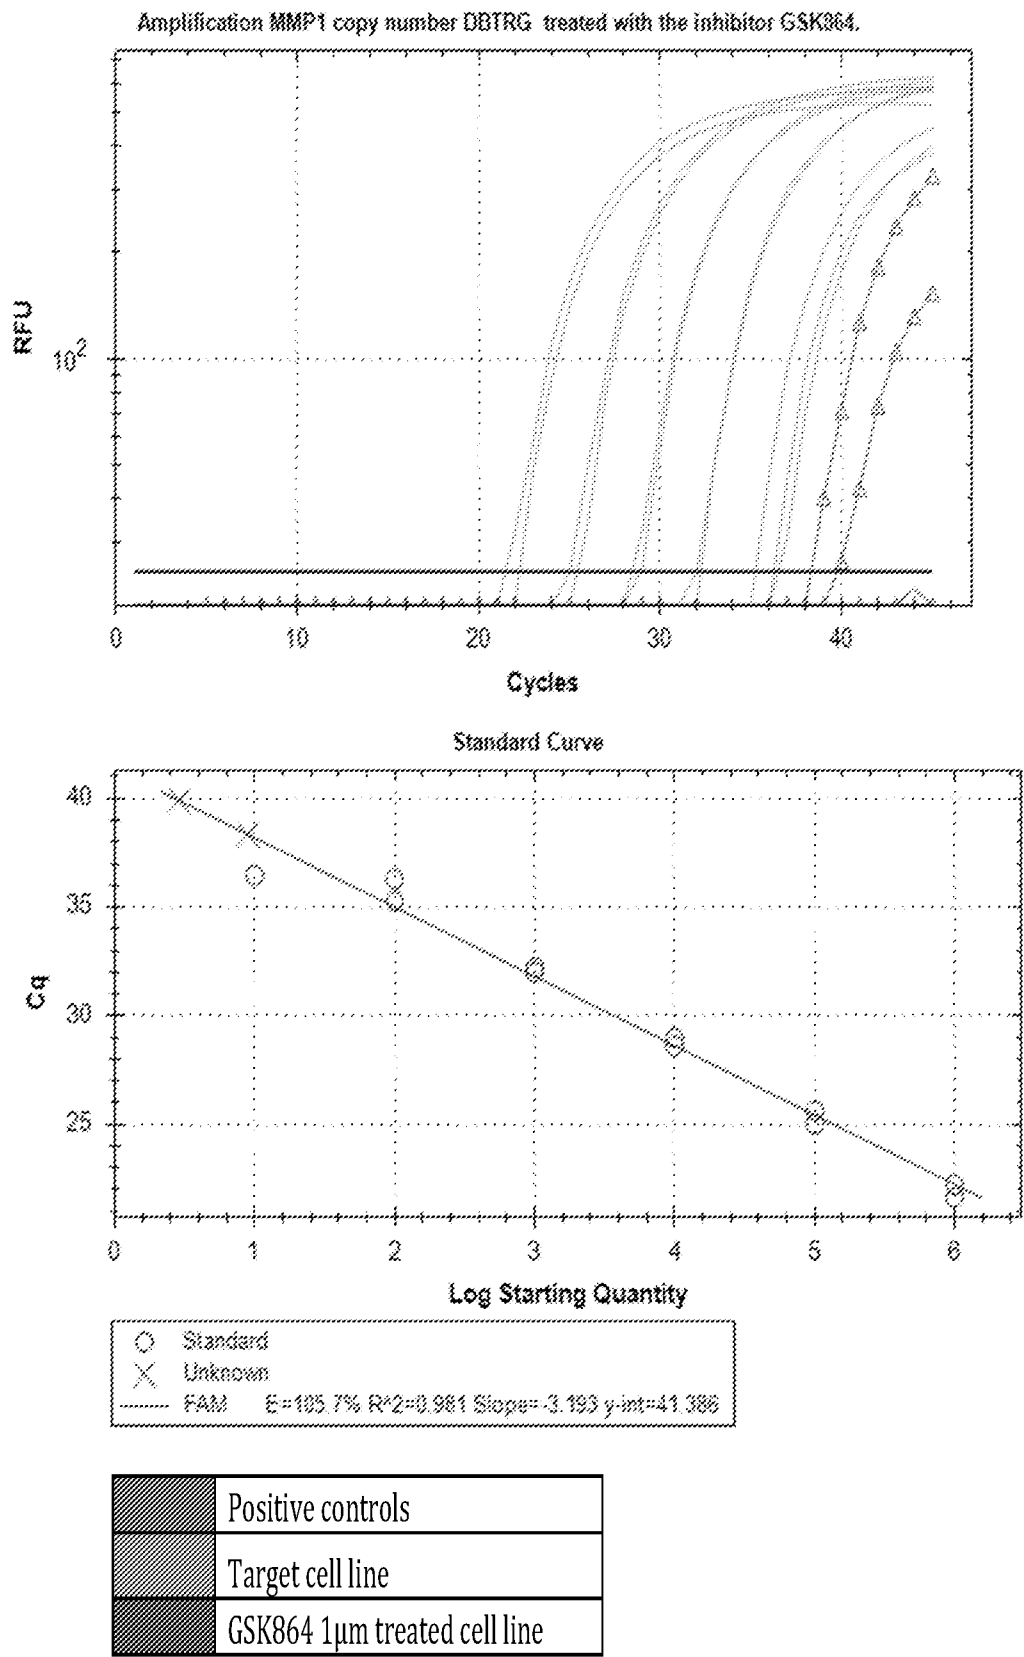 Amplification MMP1 copy number DBTRG treated with the inhibitor GSK864.
RFU
10²
0 10 20 30 40
Cycles
Standard Curve
40
35
30
25
Cq
0 1 2 3 4 5 6
Log Starting Quantity
Standard
Unknown
FAM E=105.7% R^2=0.981 Slope=-3.193 y-int=41.386
Positive controls
Target cell line
GSK864 1µm treated cell line